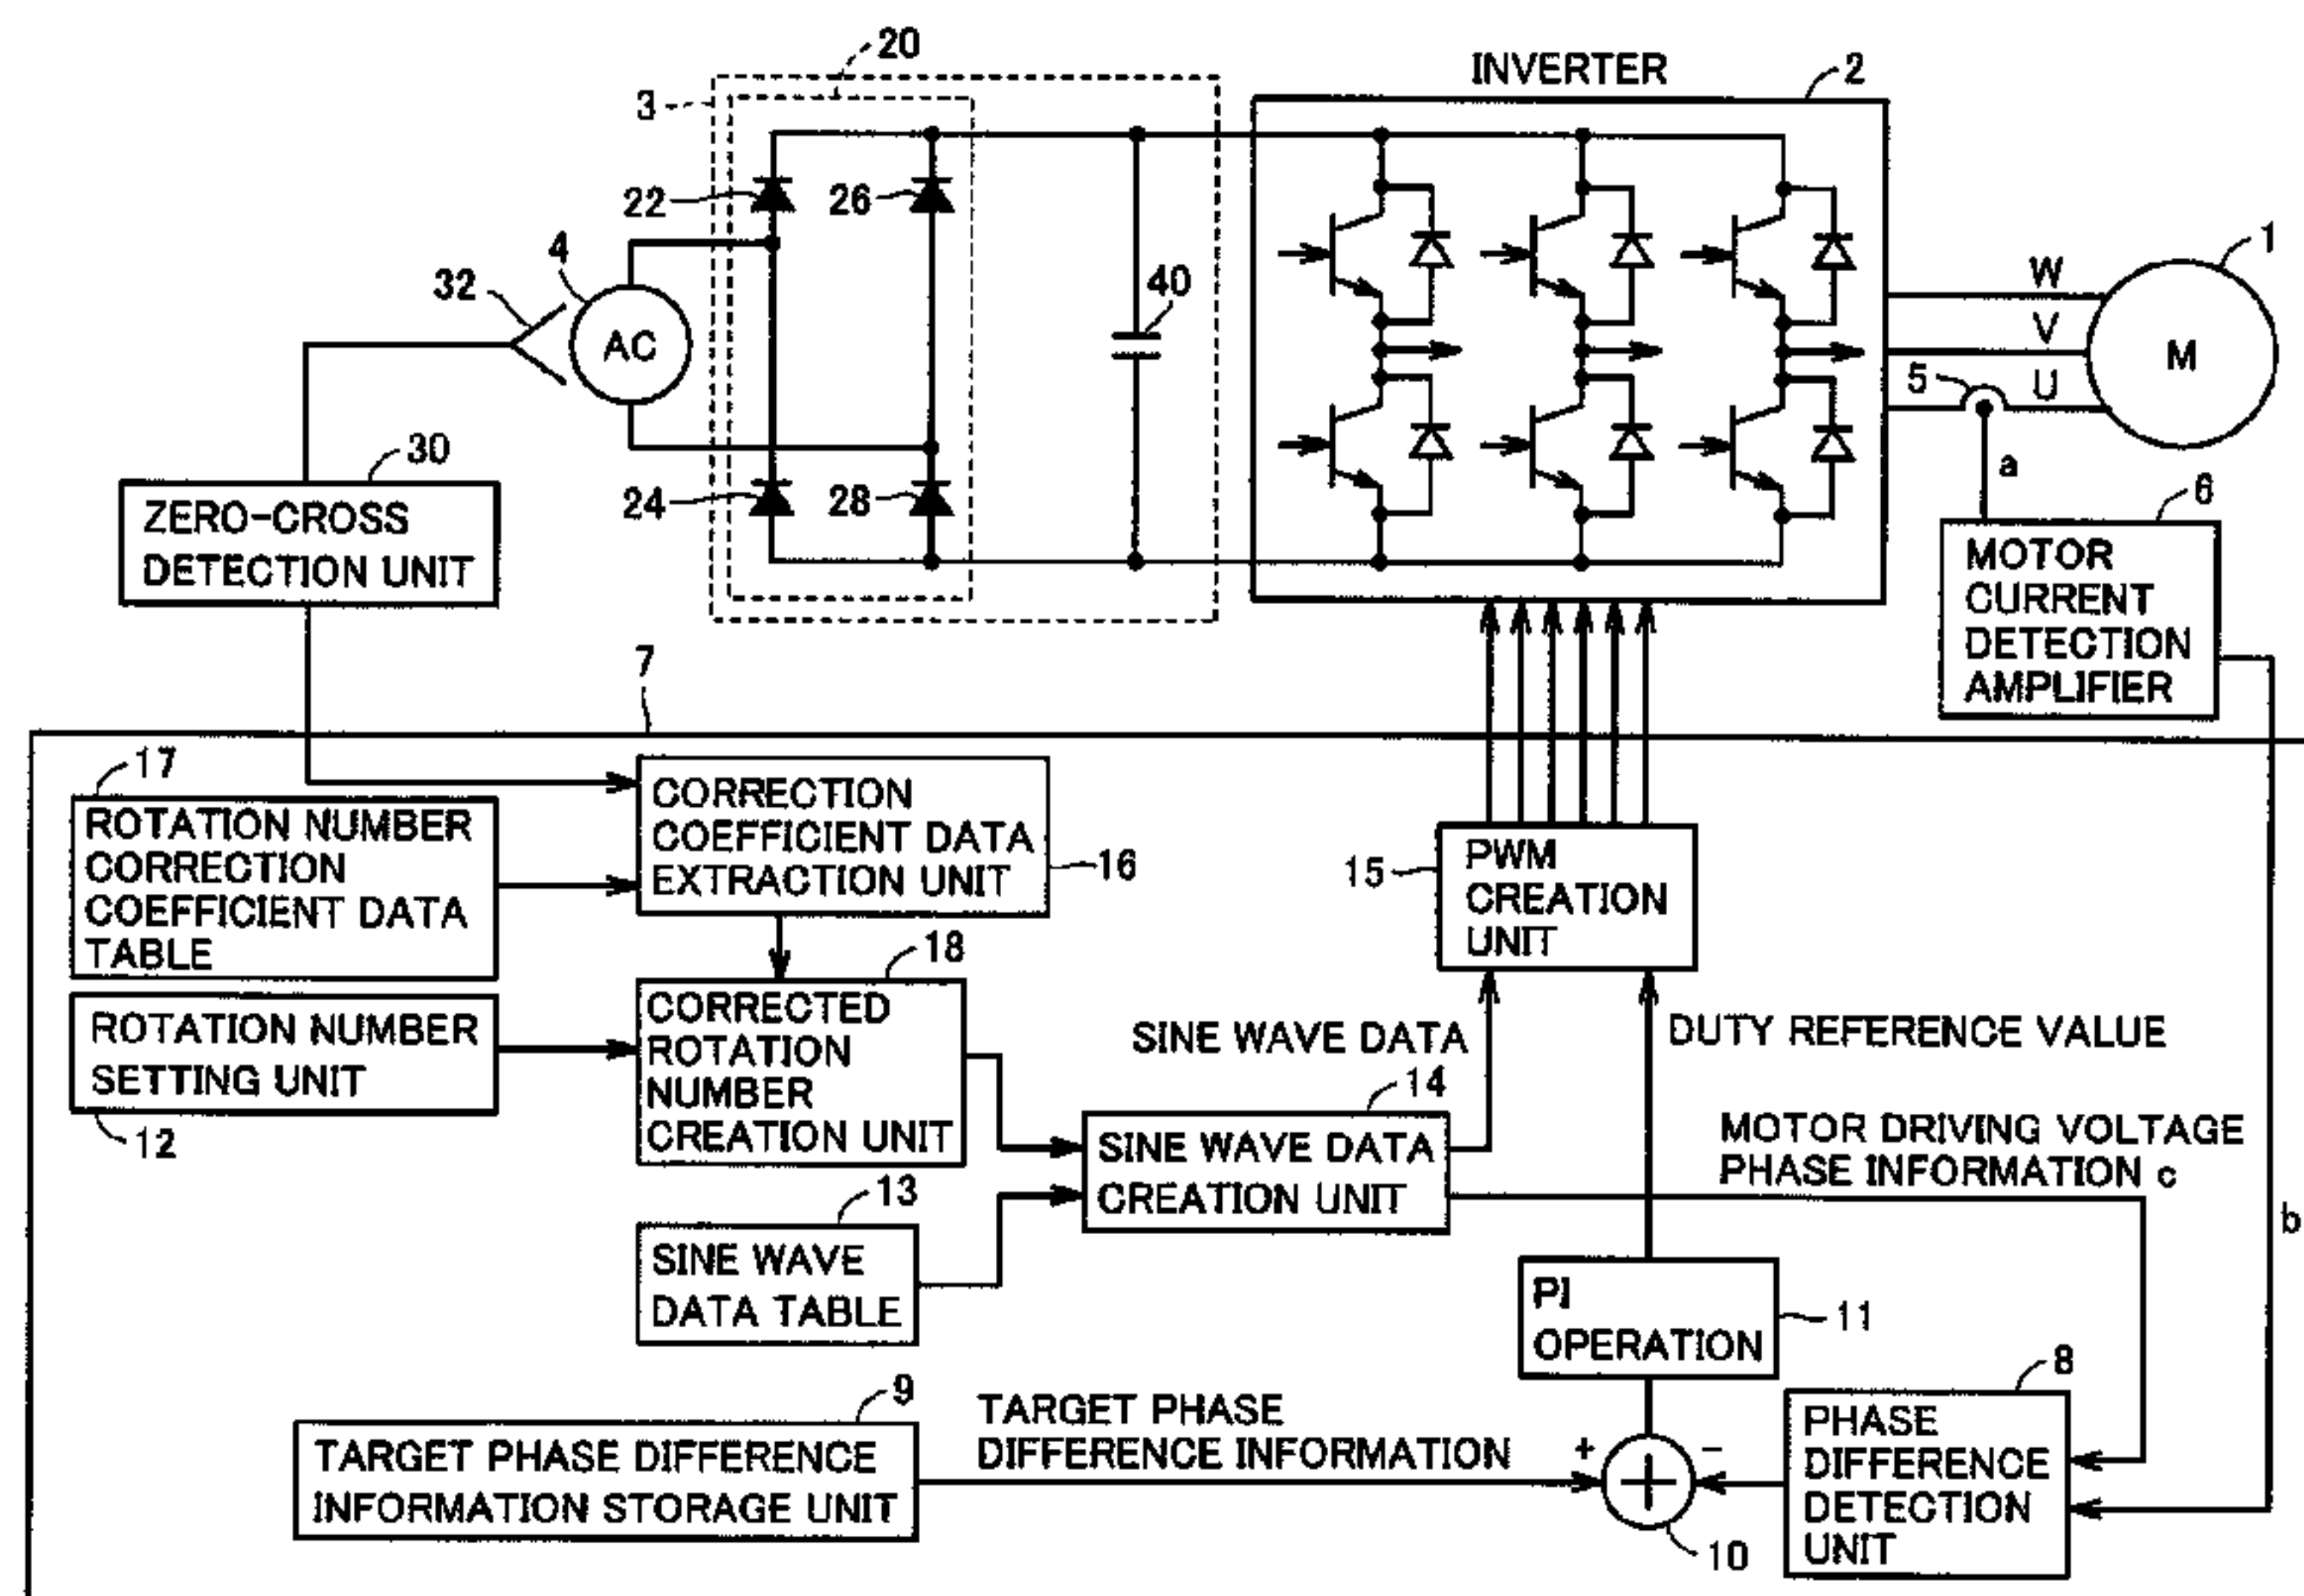 20
INVERTER
2
3
22
26
4
32
AC
40
1
W
V
M
5
U
30
24
28
a
6
ZERO-CROSS
DETECTION UNIT
MOTOR
CURRENT
DETECTION
AMPLIFIER
7
17
ROTATION NUMBER
CORRECTION
COEFFICIENT DATA
TABLE
CORRECTION
COEFFICIENT DATA
EXTRACTION UNIT
16
15
PWM
CREATION
UNIT
18
ROTATION NUMBER
SETTING UNIT
12
CORRECTED
ROTATION
NUMBER
CREATION UNIT
SINE WAVE DATA
DUTY REFERENCE VALUE
14
SINE WAVE DATA
CREATION UNIT
MOTOR DRIVING VOLTAGE
PHASE INFORMATION c
b
13
SINE WAVE
DATA TABLE
PI
OPERATION
11
8
9
TARGET PHASE DIFFERENCE
INFORMATION STORAGE UNIT
TARGET PHASE
DIFFERENCE INFORMATION
+
−
+
10
PHASE
DIFFERENCE
DETECTION
UNIT